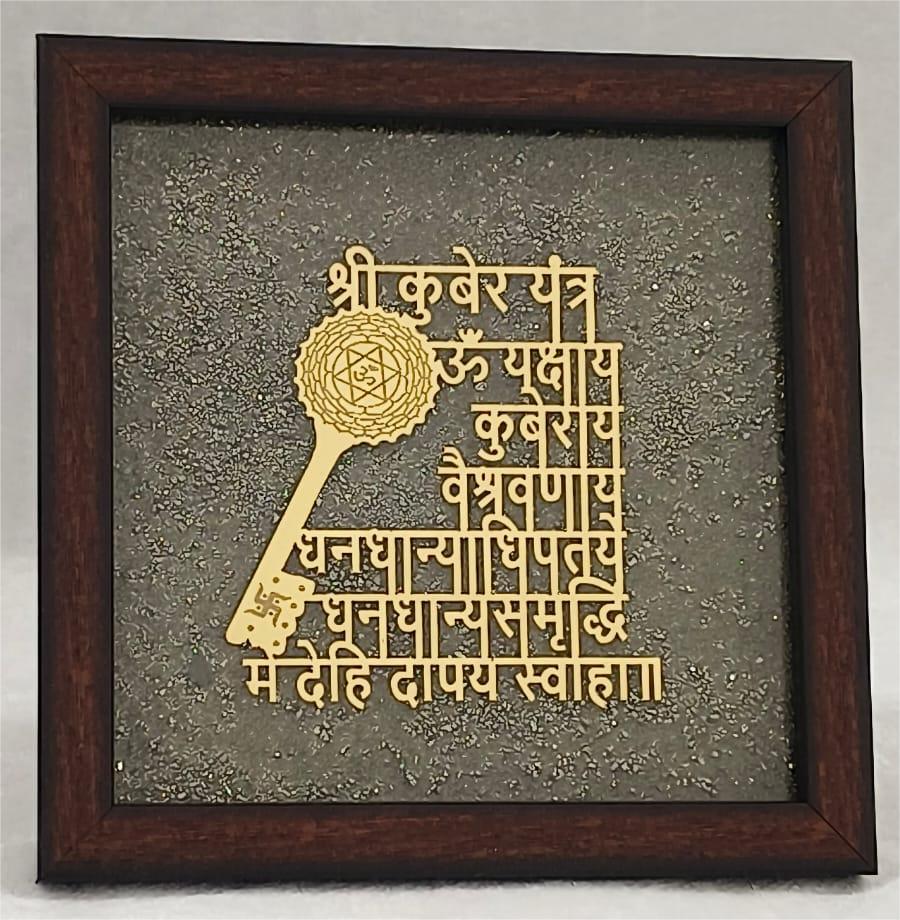 श्री कुबेर यंत्र
ॐ यक्षाय
कुबेराय
वैश्रवणाय
धनधान्याधिपतये
धनधान्यसमृद्धि
मे देहि दापय स्वाहा॥